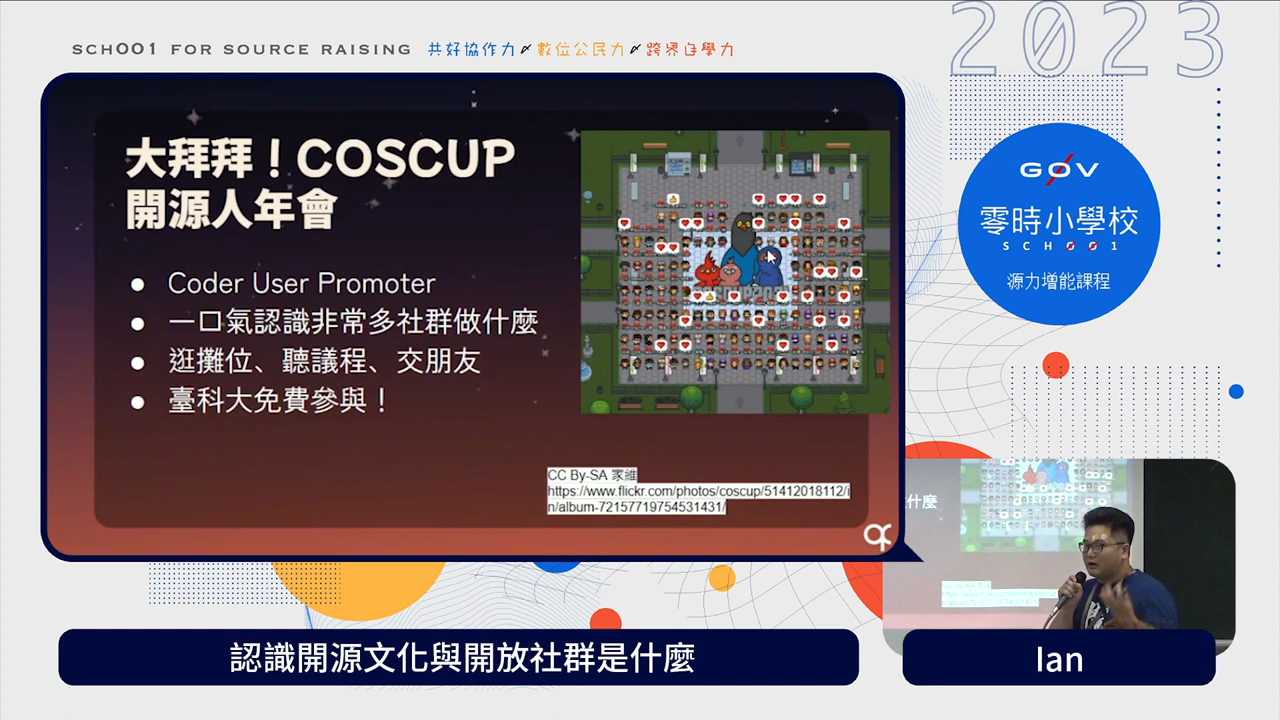 SCH001 FOR SOURCE RAISING 共好協作力 數位公民力 跨界自學力
2023
大拜拜！COSCUP
開源人年會
● Coder User Promoter
● 一口氣認識非常多社群做什麼
● 逛攤位、聽議程、交朋友
● 臺科大免費參與！
CC By-SA 家維
https://www.flickr.com/photos/coscup/51412018112/i
n/album-72157719754531431/
GOV
零時小學校
SCH001
源力增能課程
什麼
認識開源文化與開放社群是什麼
Ian